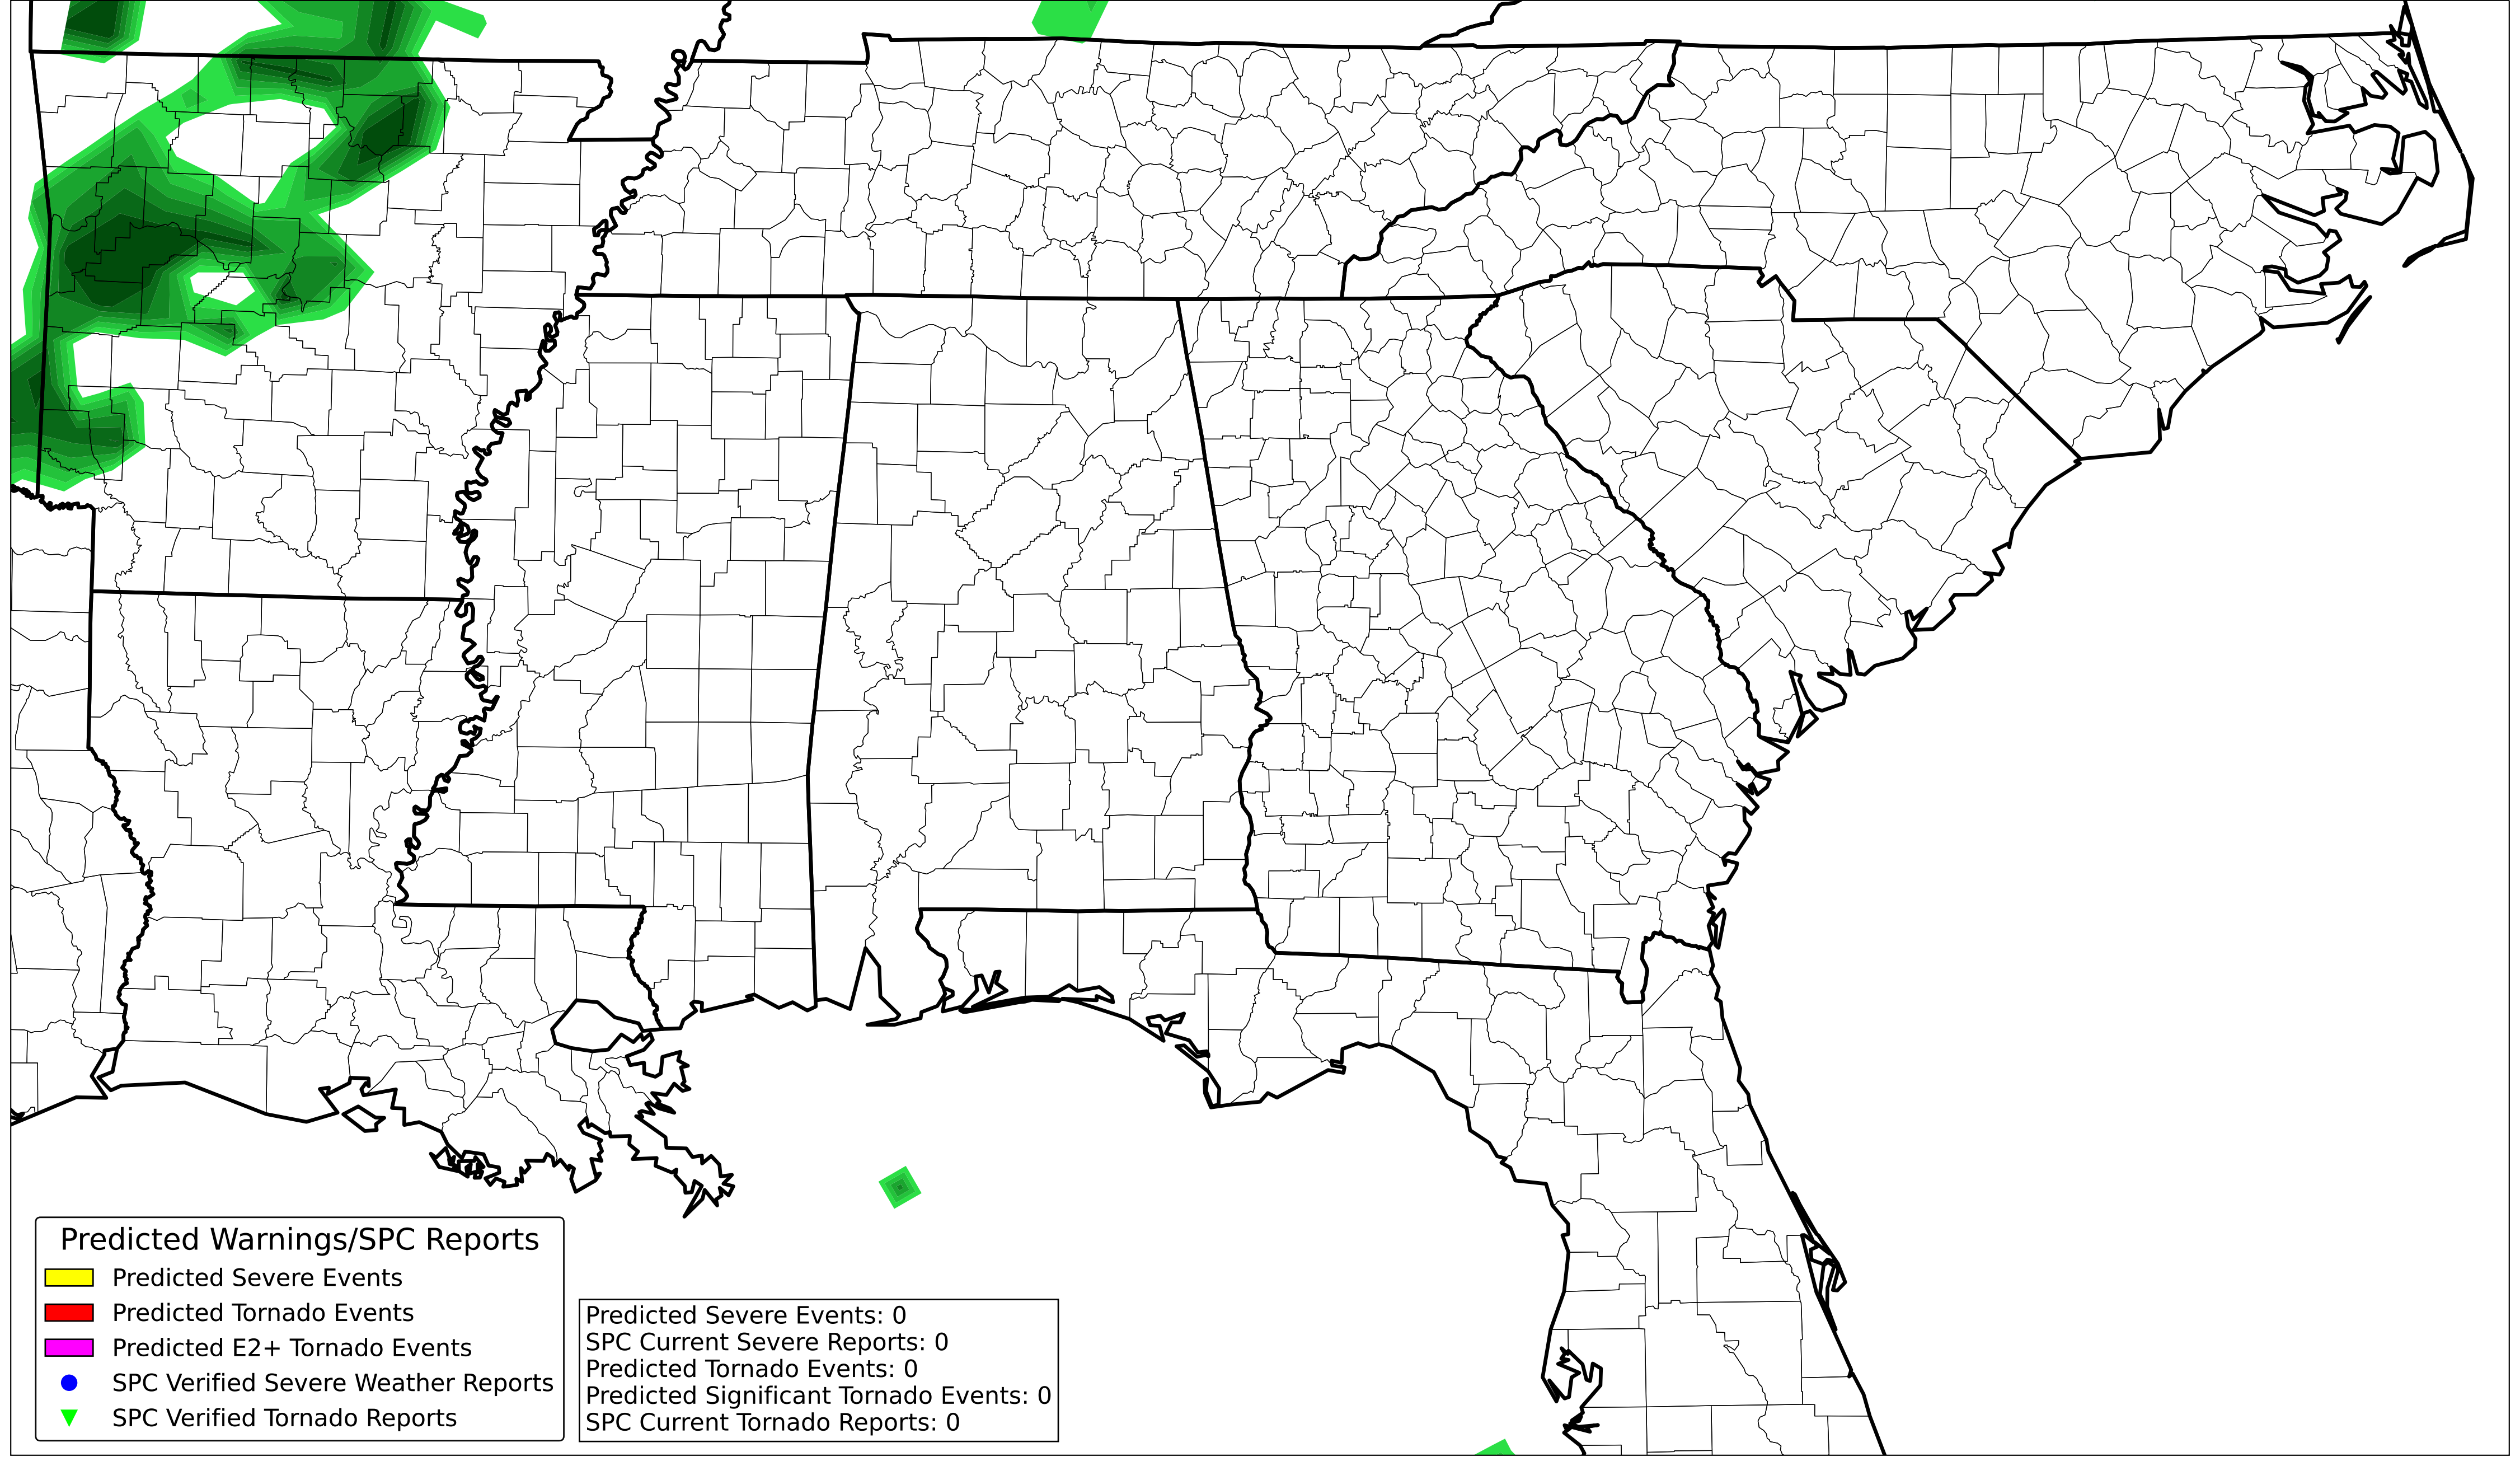 Predicted Warnings/SPC Reports
Predicted Severe Events
Predicted Tornado Events
Predicted E2+ Tornado Events
SPC Verified Severe Weather Reports
SPC Verified Tornado Reports
Predicted Severe Events: 0
SPC Current Severe Reports: 0
Predicted Tornado Events: 0
Predicted Significant Tornado Events: 0
SPC Current Tornado Reports: 0